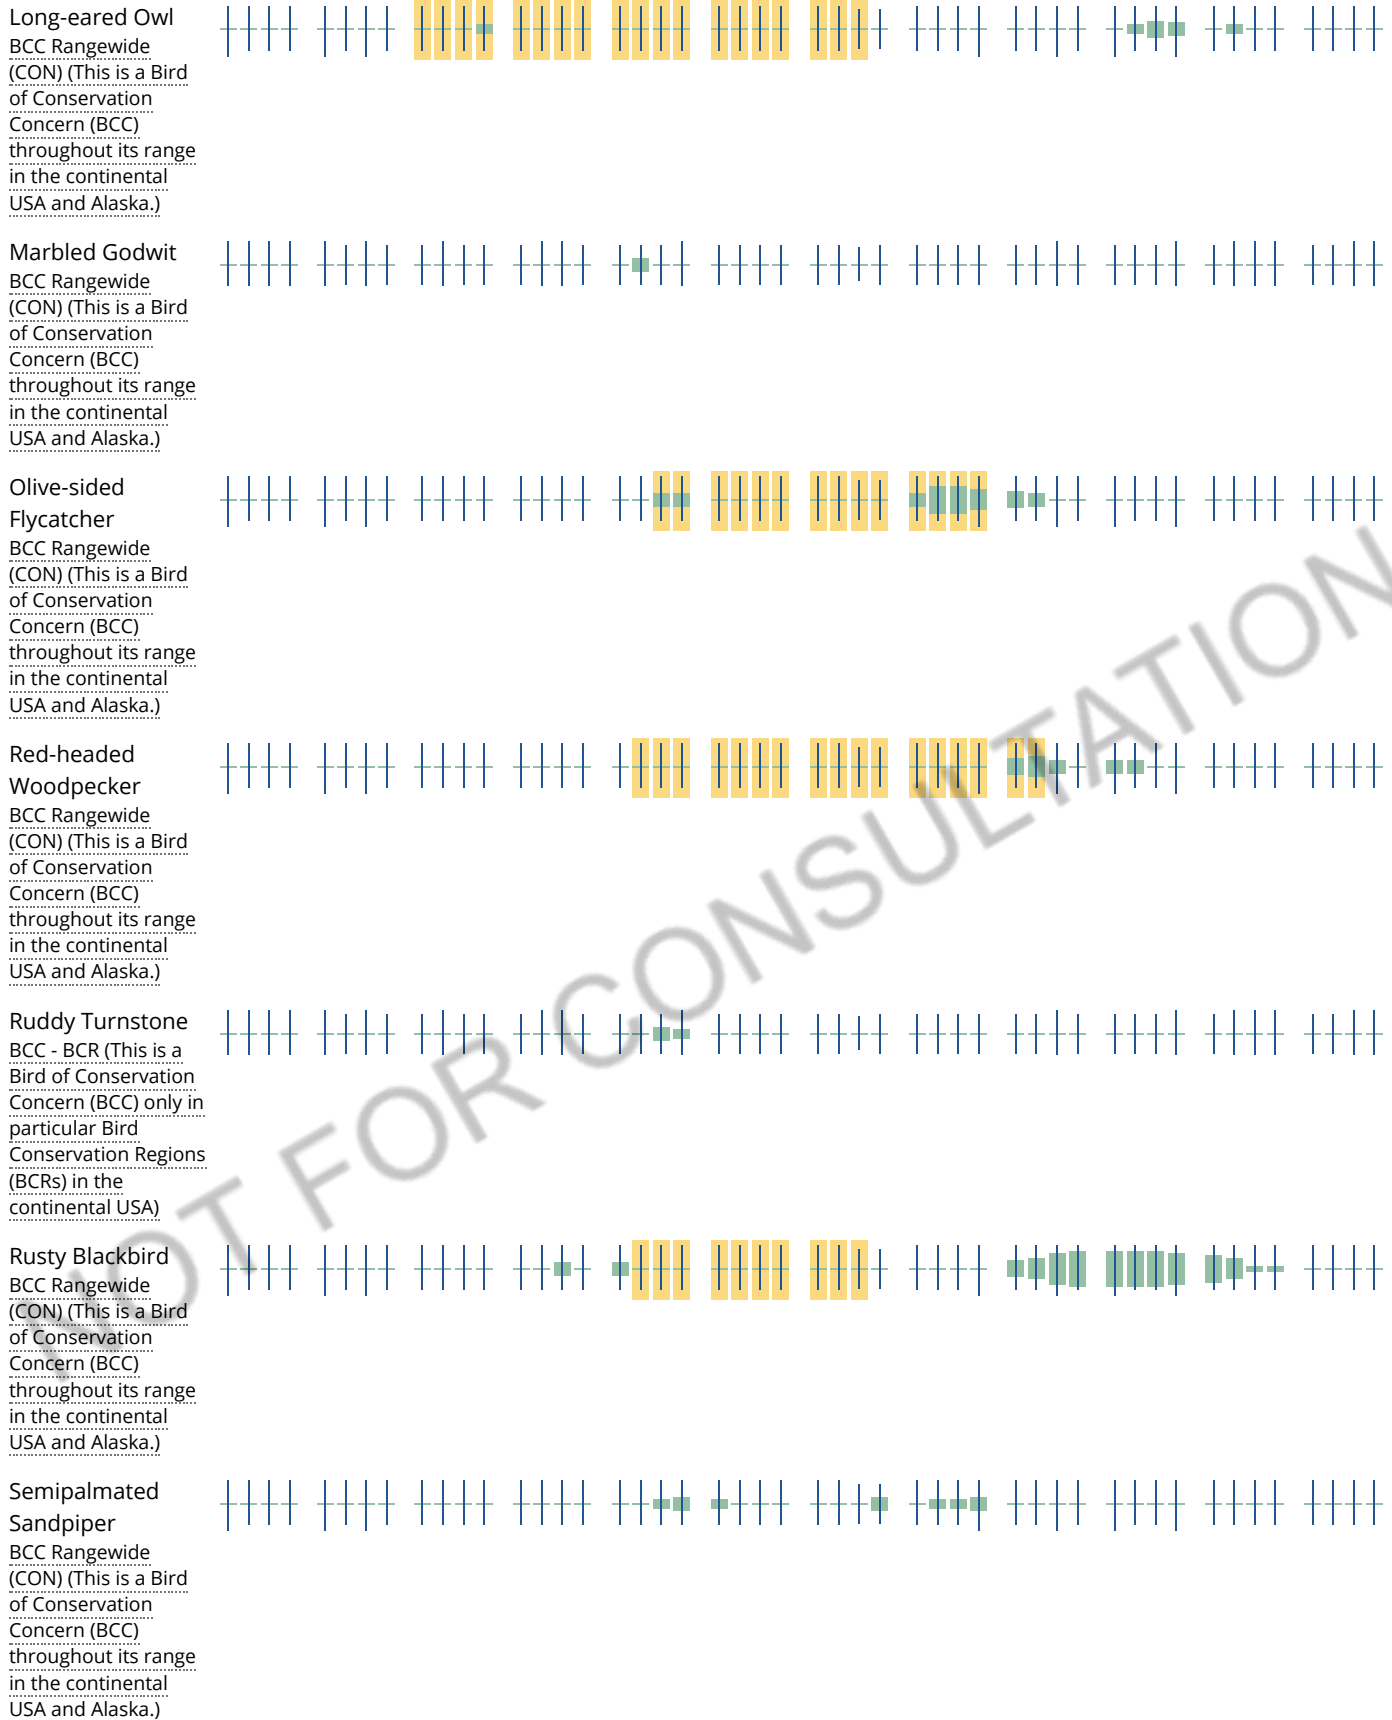 Long-eared Owl
BCC Rangewide
(CON) (This is a Bird
of Conservation
Concern (BCC)
throughout its range
in the continental
USA and Alaska.)
Marbled Godwit
BCC Rangewide
(CON) (This is a Bird
of Conservation
Concern (BCC)
throughout its range
in the continental
USA and Alaska.)
Olive-sided
Flycatcher
BCC Rangewide
(CON) (This is a Bird
of Conservation
Concern (BCC)
throughout its range
in the continental
USA and Alaska.)
Red-headed
Woodpecker
BCC Rangewide
(CON) (This is a Bird
of Conservation
Concern (BCC)
throughout its range
in the continental
USA and Alaska.)
Ruddy Turnstone
BCC - BCR (This is a
Bird of Conservation
Concern (BCC) only in
particular Bird
Conservation Regions
(BCRs) in the
continental USA)
Rusty Blackbird
BCC Rangewide
(CON) (This is a Bird
of Conservation
Concern (BCC)
throughout its range
in the continental
USA and Alaska.)
Semipalmated
Sandpiper
BCC Rangewide
(CON) (This is a Bird
of Conservation
Concern (BCC)
throughout its range
in the continental
USA and Alaska.)
NOT FOR CONSULTATION